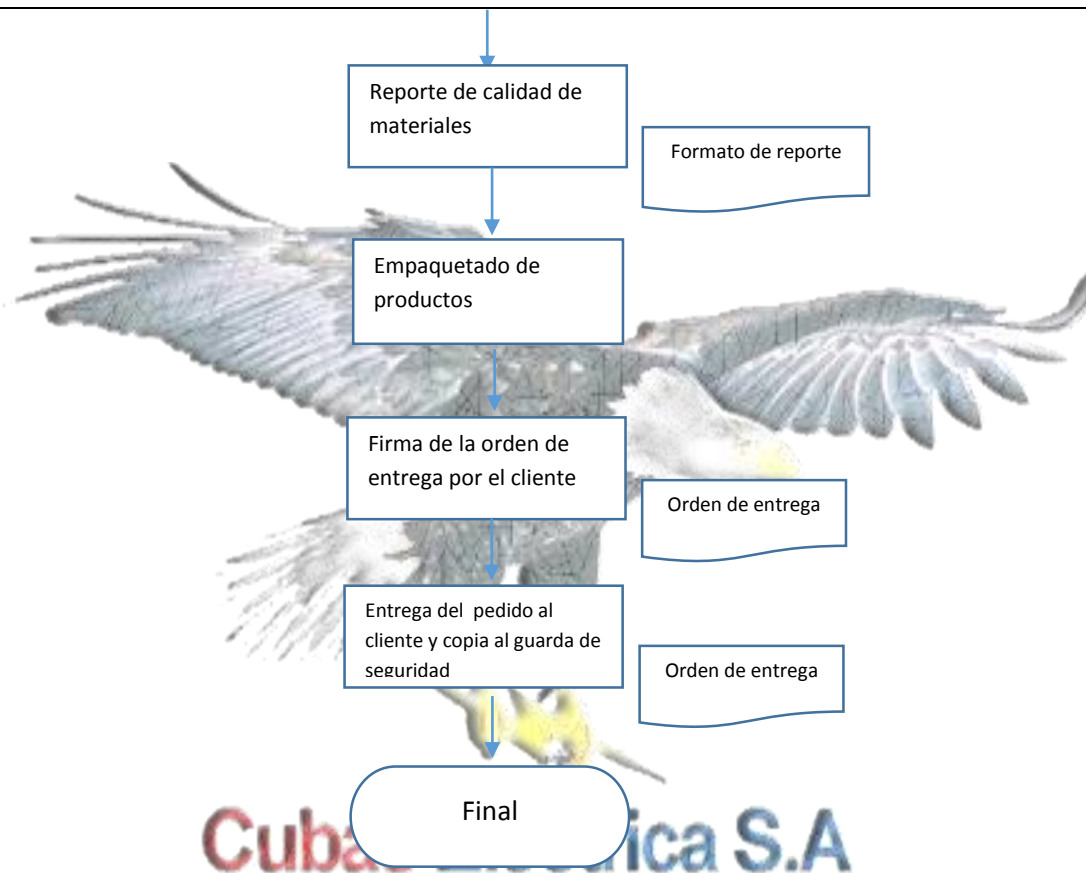 Reporte de calidad de
materiales
Formato de reporte
Empaquetado de
productos
Firma de la orden de
entrega por el cliente
Orden de entrega
Entrega del pedido al
cliente y copia al guarda de
seguridad
Orden de entrega
Final
S.A